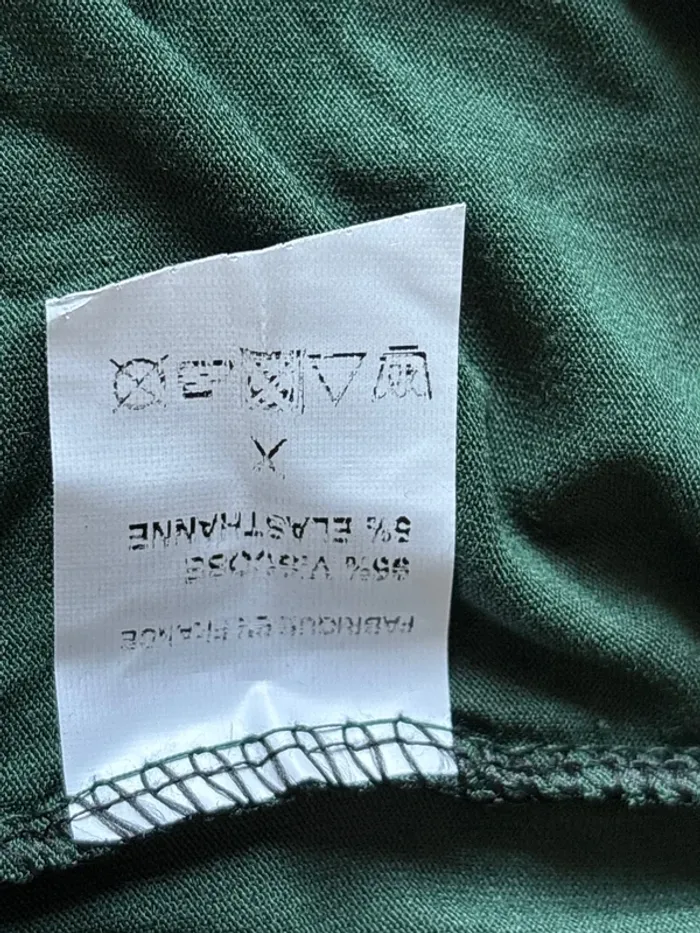 FABRIQUE EN FRANCE
95% VISCOSE
5% ELASTHANNE
X